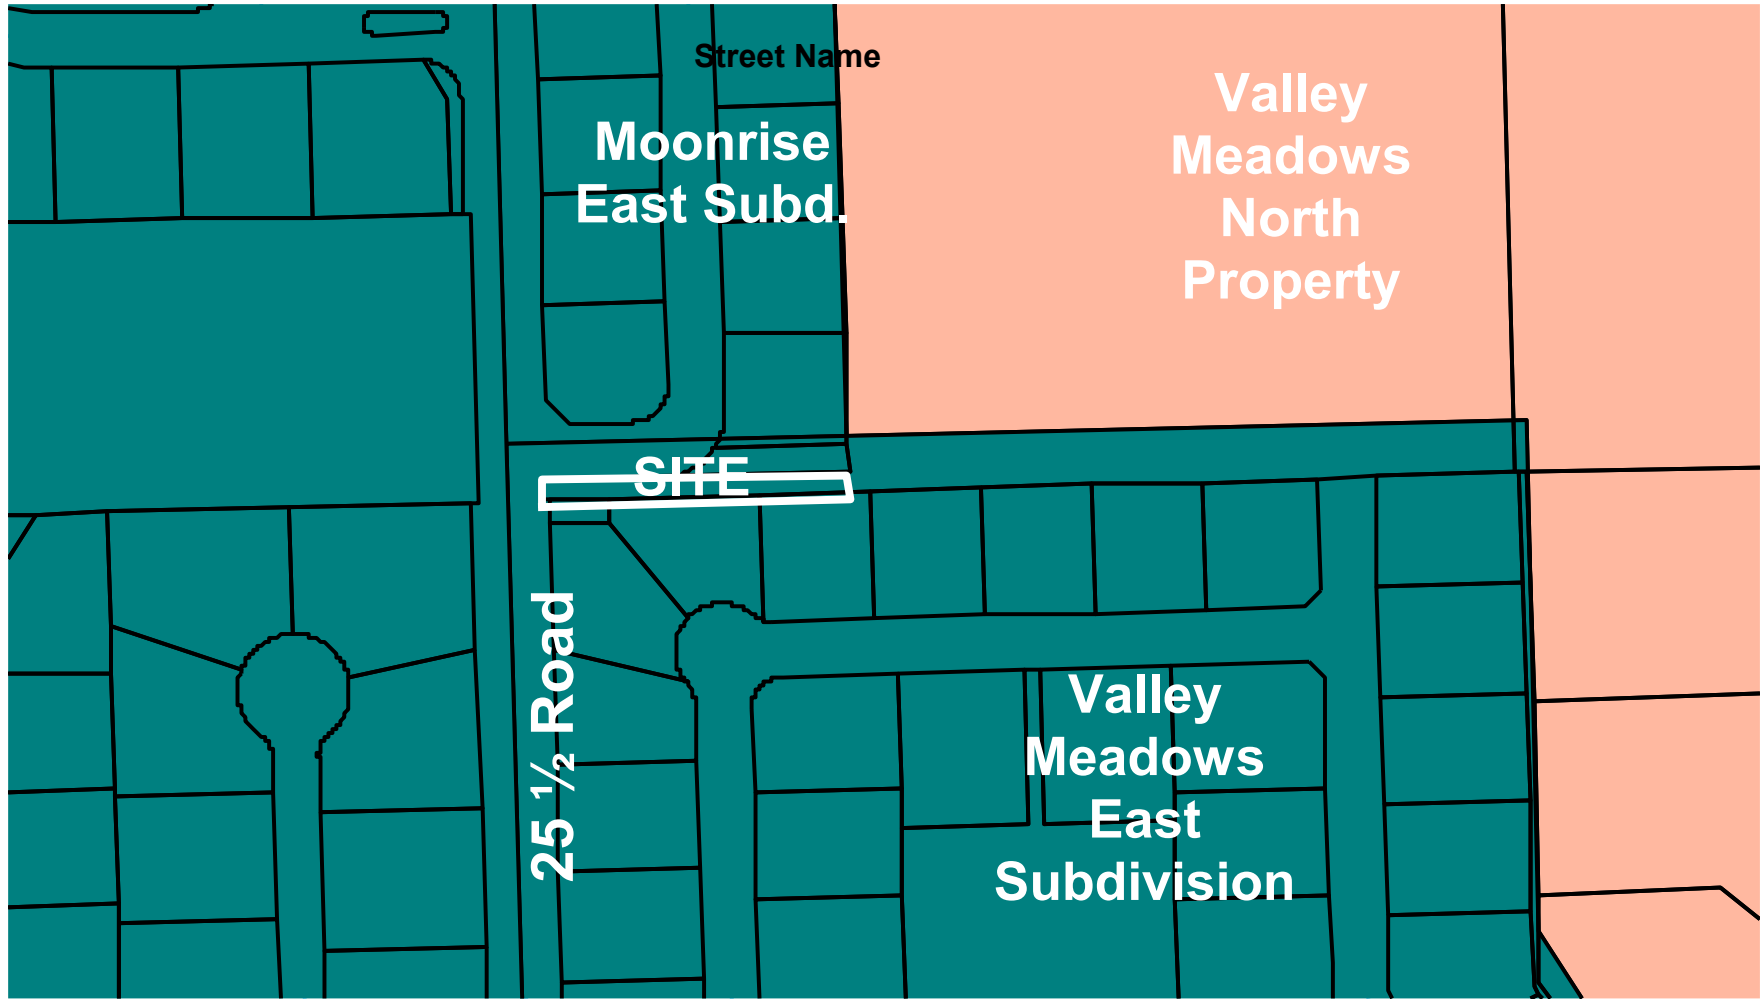 Street Name
Moonrise
East Subd.
Valley
Meadows
North
Property
SITE
25 ½ Road
Valley
Meadows
East
Subdivision